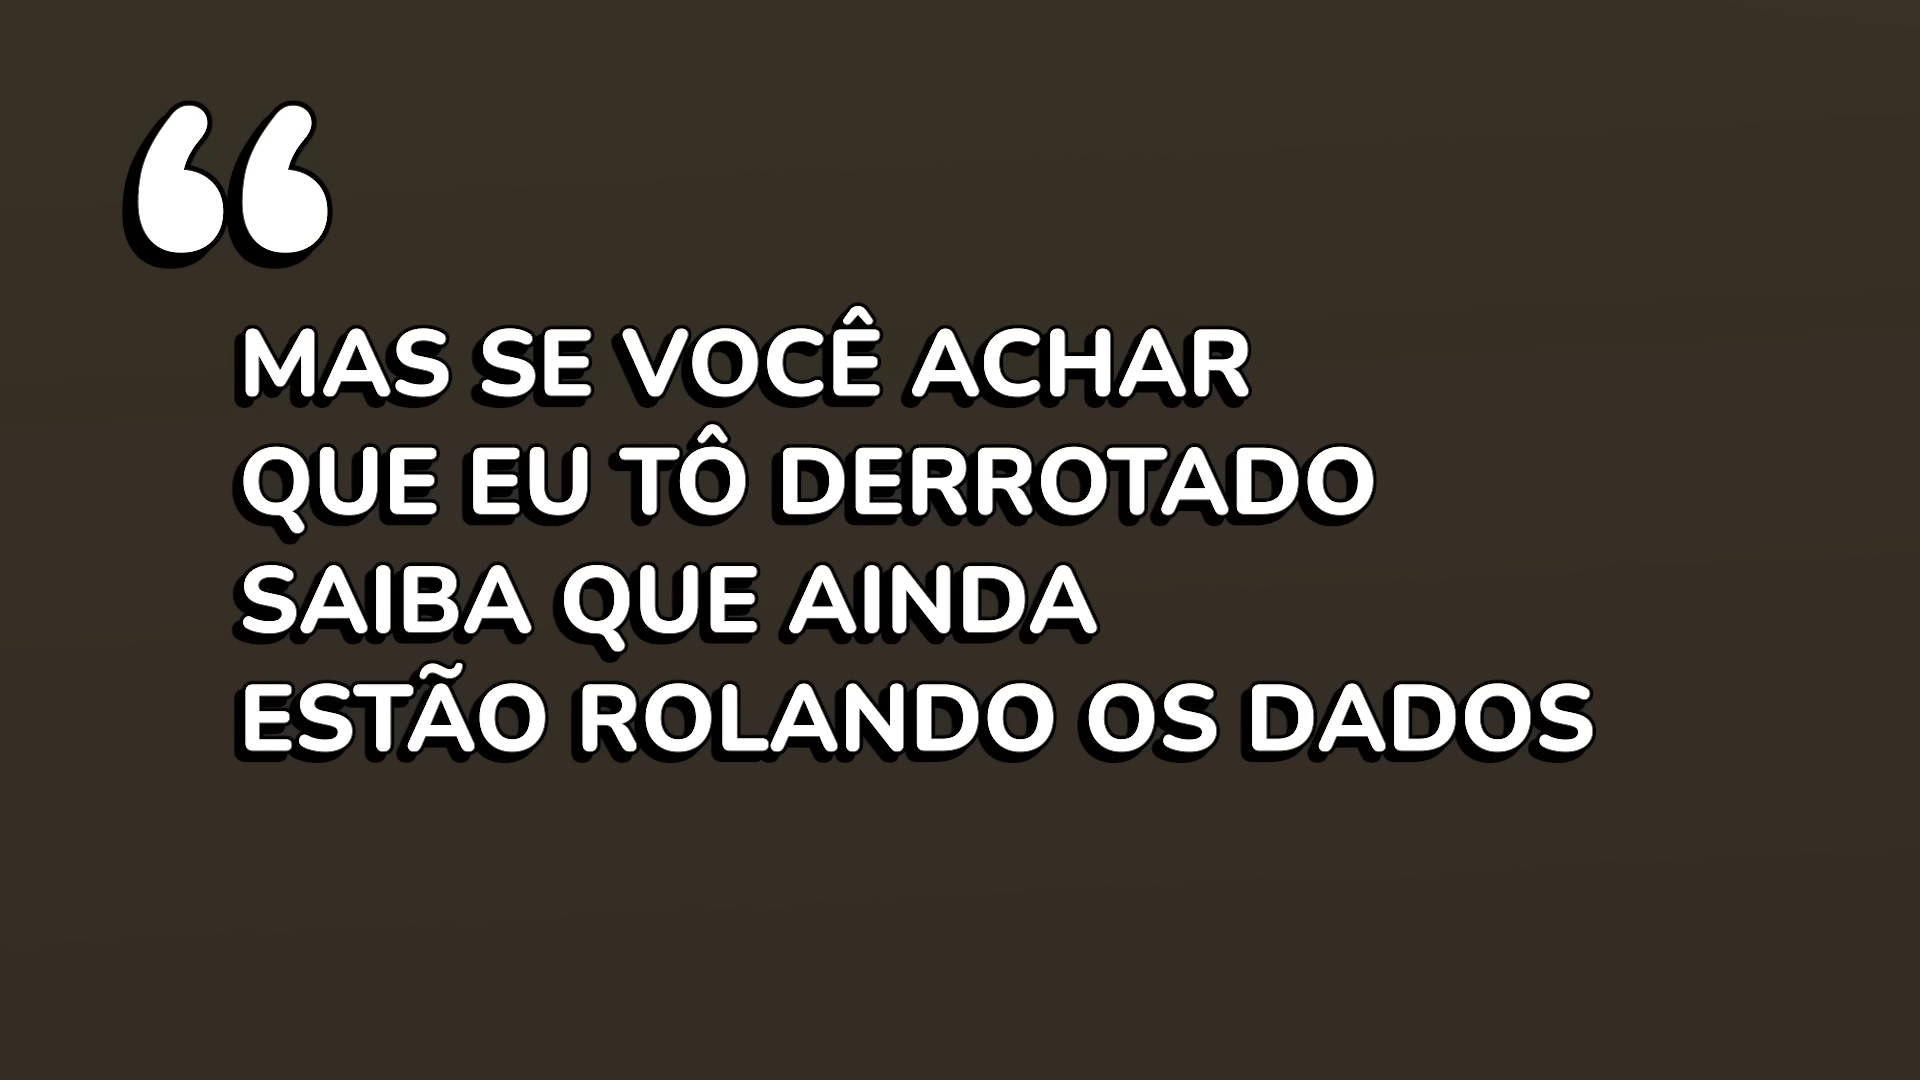 “
MAS SE VOCÊ ACHAR
QUE EU TÔ DERROTADO
SAIBA QUE AINDA
ESTÃO ROLANDO OS DADOS